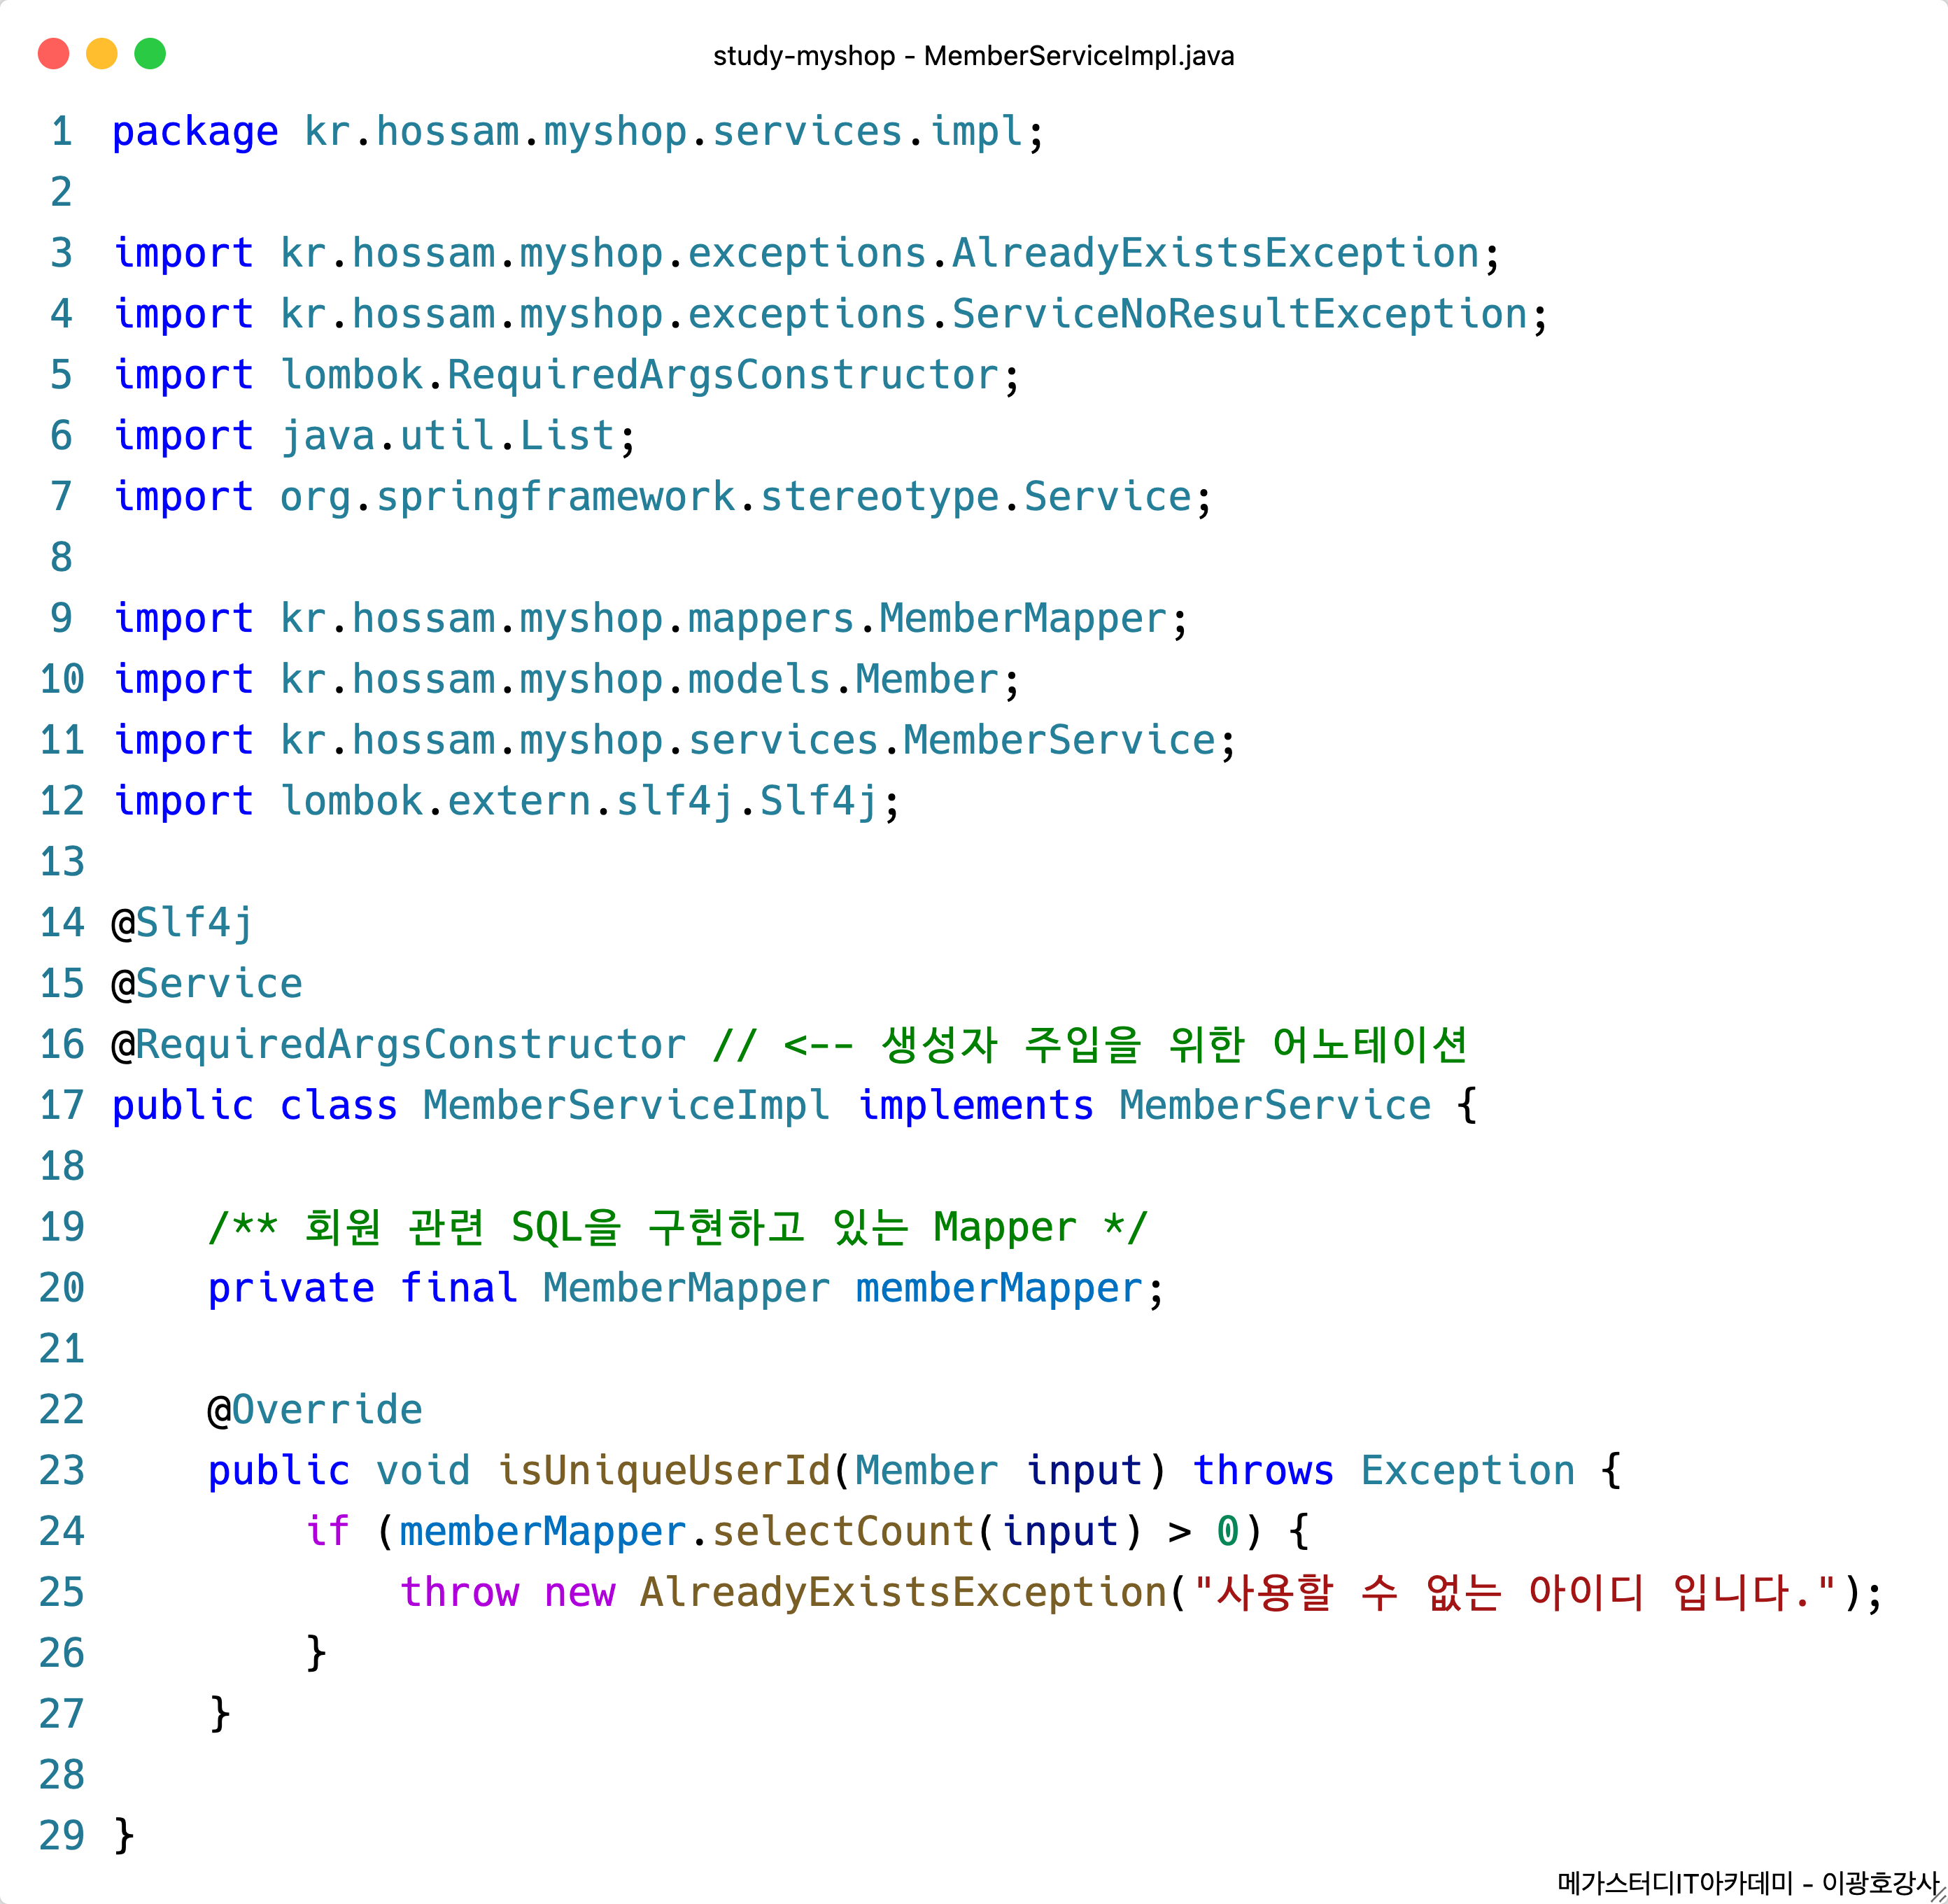 study-myshop - MemberServiceImpl.java
1 package kr.hossam.myshop.services.impl;
2
3 import kr.hossam.myshop.exceptions.AlreadyExistsException;
4 import kr.hossam.myshop.exceptions.ServiceNoResultException;
5 import lombok.RequiredArgsConstructor;
6 import java.util.List;
7 import org.springframework.stereotype.Service;
8
9 import kr.hossam.myshop.mappers.MemberMapper;
10 import kr.hossam.myshop.models.Member;
11 import kr.hossam.myshop.services.MemberService;
12 import lombok.extern.slf4j.Slf4j;
13
14 @Slf4j
15 @Service
16 @RequiredArgsConstructor // <-- 생성자 주입을 위한 어노테이션
17 public class MemberServiceImpl implements MemberService {
18
19     /** 회원 관련 SQL을 구현하고 있는 Mapper */
20     private final MemberMapper memberMapper;
21
22     @Override
23     public void isUniqueUserId(Member input) throws Exception {
24         if (memberMapper.selectCount(input) > 0) {
25             throw new AlreadyExistsException("사용할 수 없는 아이디 입니다.");
26         }
27     }
28
29 }
메가스터디IT아카데미 - 이광호강사